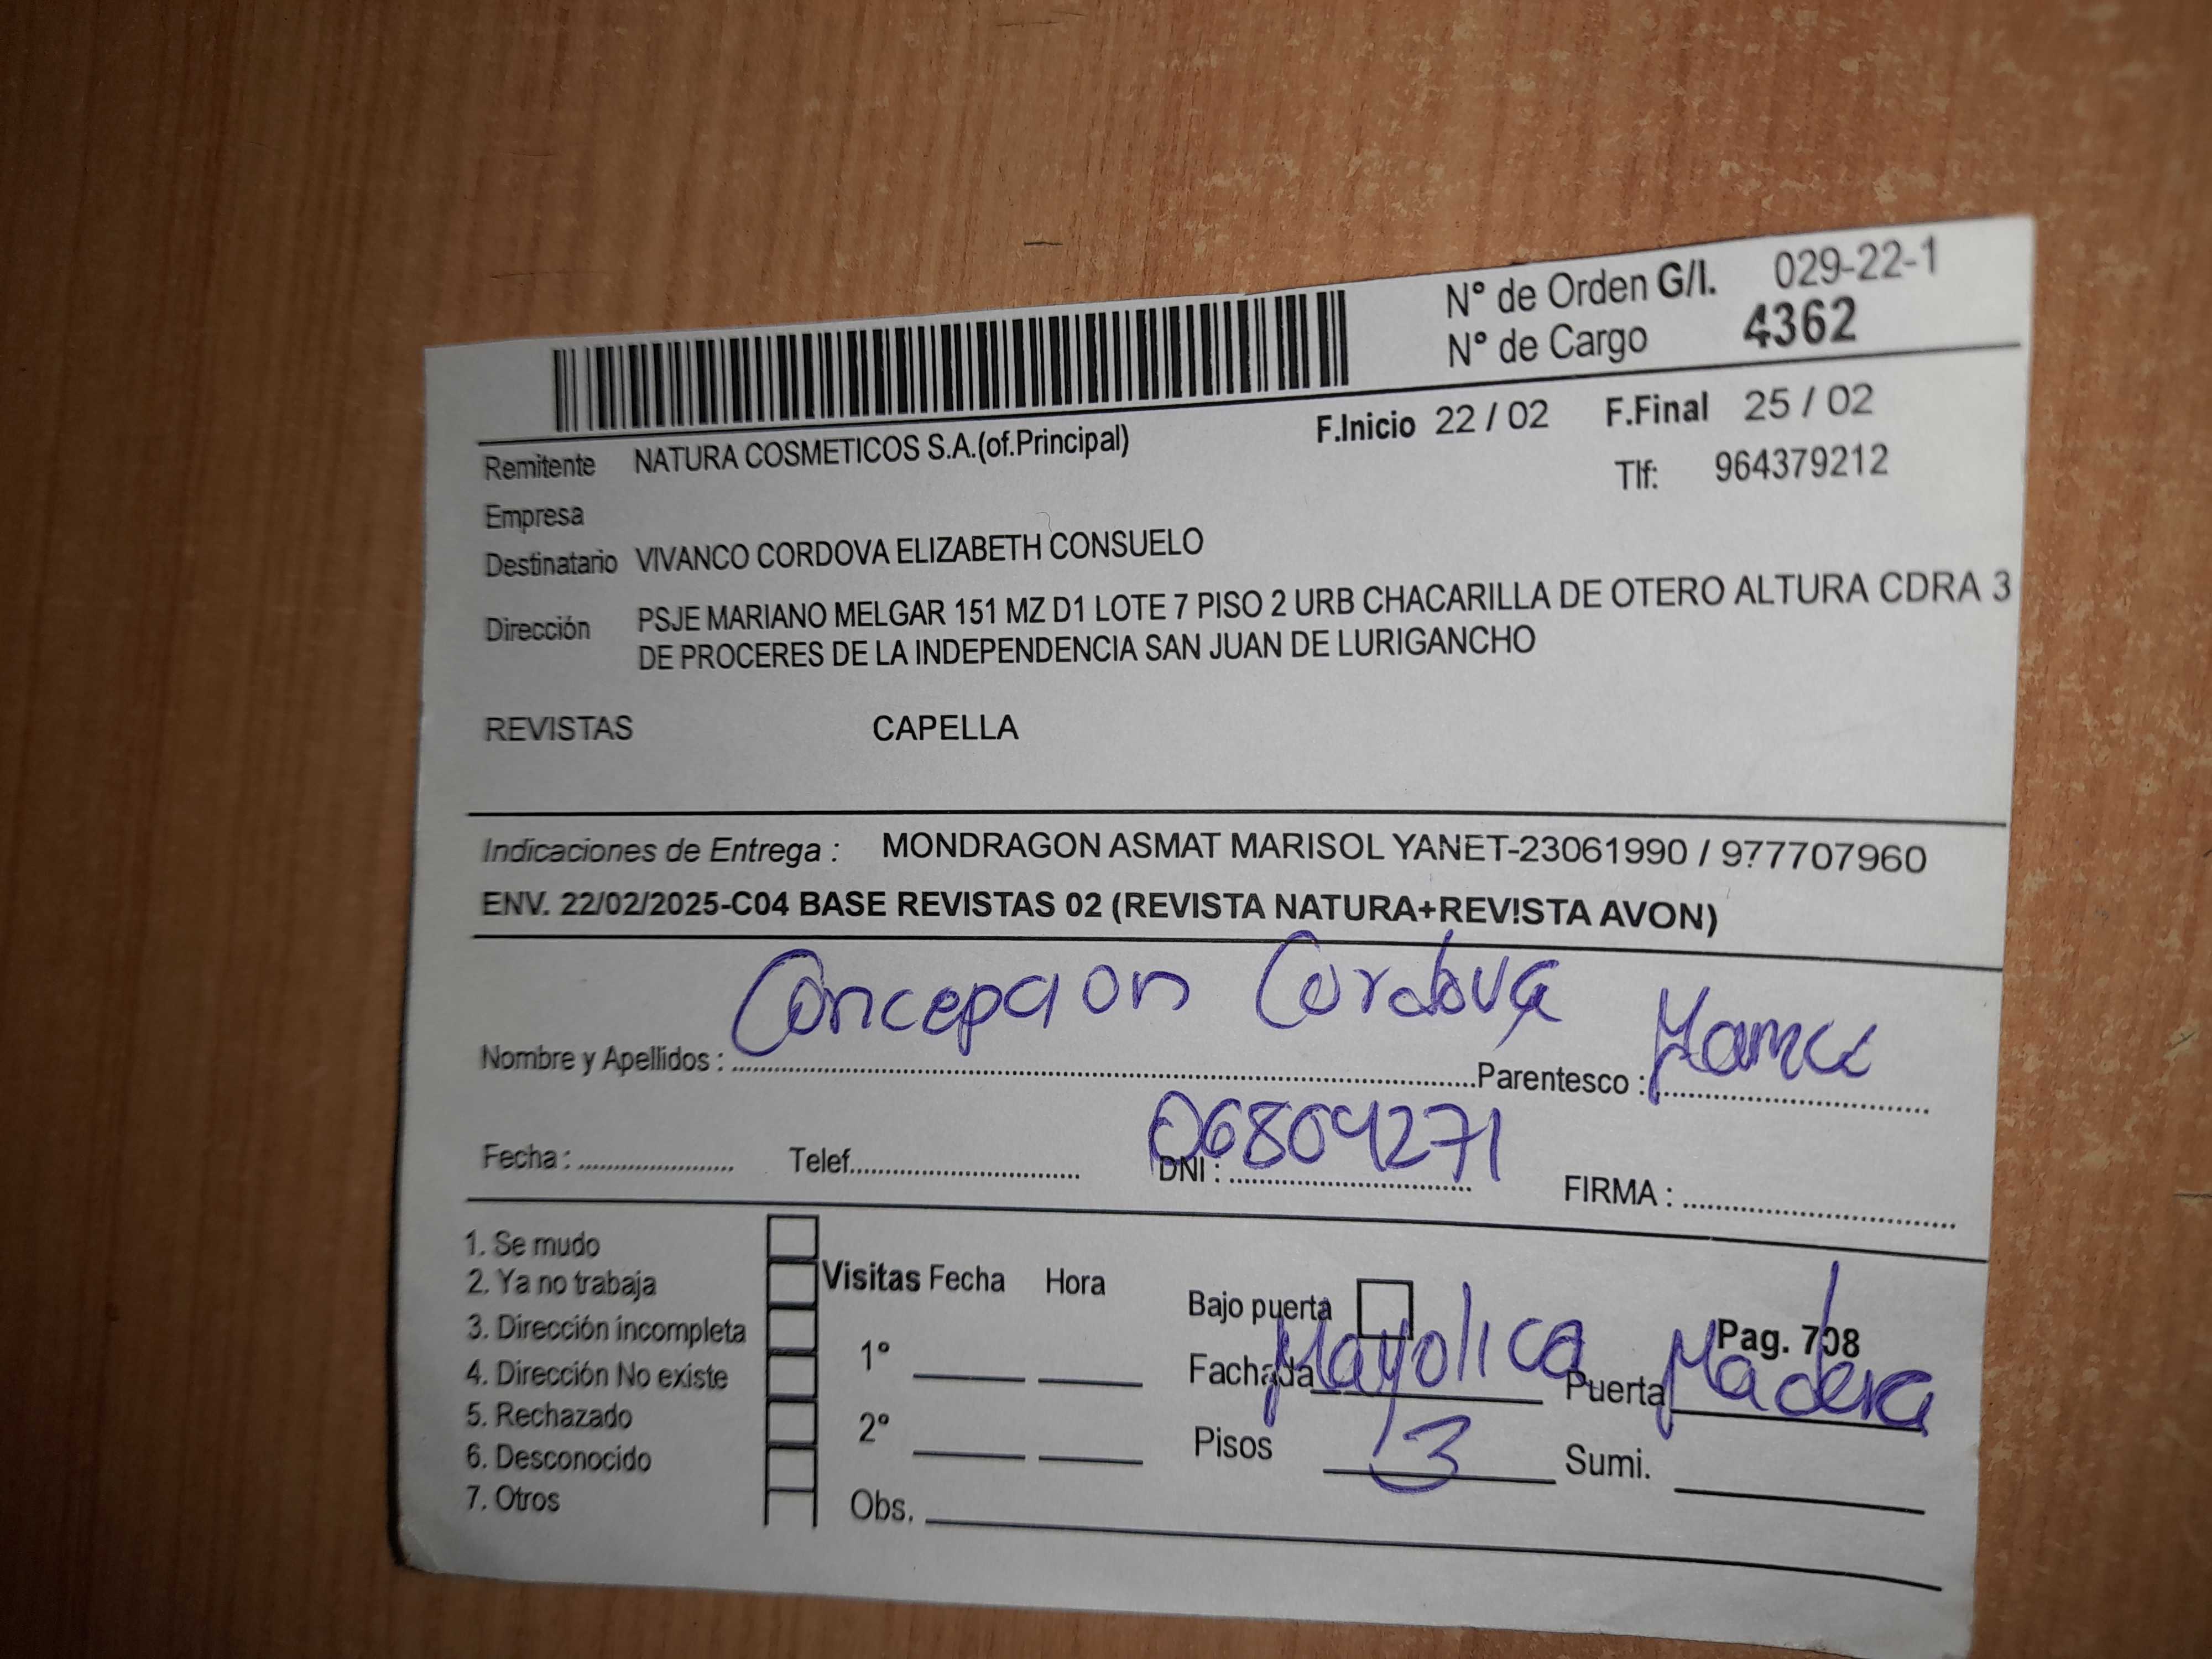 N° de Orden G/I. 029-22-1
N° de Cargo 4362
F.Inicio 22 / 02 F.Final 25 / 02
Remitente NATURA COSMETICOS S.A.(of.Principal)
Tlf: 964379212
Empresa
Destinatario VIVANCO CORDOVA ELIZABETH CONSUELO
Dirección PSJE MARIANO MELGAR 151 MZ D1 LOTE 7 PISO 2 URB CHACARILLA DE OTERO ALTURA CDRA 3
DE PROCERES DE LA INDEPENDENCIA SAN JUAN DE LURIGANCHO
REVISTAS CAPELLA
Indicaciones de Entrega : MONDRAGON ASMAT MARISOL YANET-23061990 / 977707960
ENV. 22/02/2025-C04 BASE REVISTAS 02 (REVISTA NATURA+REVISTA AVON)
Nombre y Apellidos : Concepcion Cordova Parentesco : Mama
Fecha : Telef. DNI : 06804271 FIRMA :
1. Se mudo
2. Ya no trabaja
3. Dirección incompleta
4. Dirección No existe
5. Rechazado
6. Desconocido
7. Otros
Visitas Fecha Hora
1°
2°
Obs.
Bajo puerta Pag. 708
Fachada Mayolica Puerta Madera
Pisos 3 Sumi.